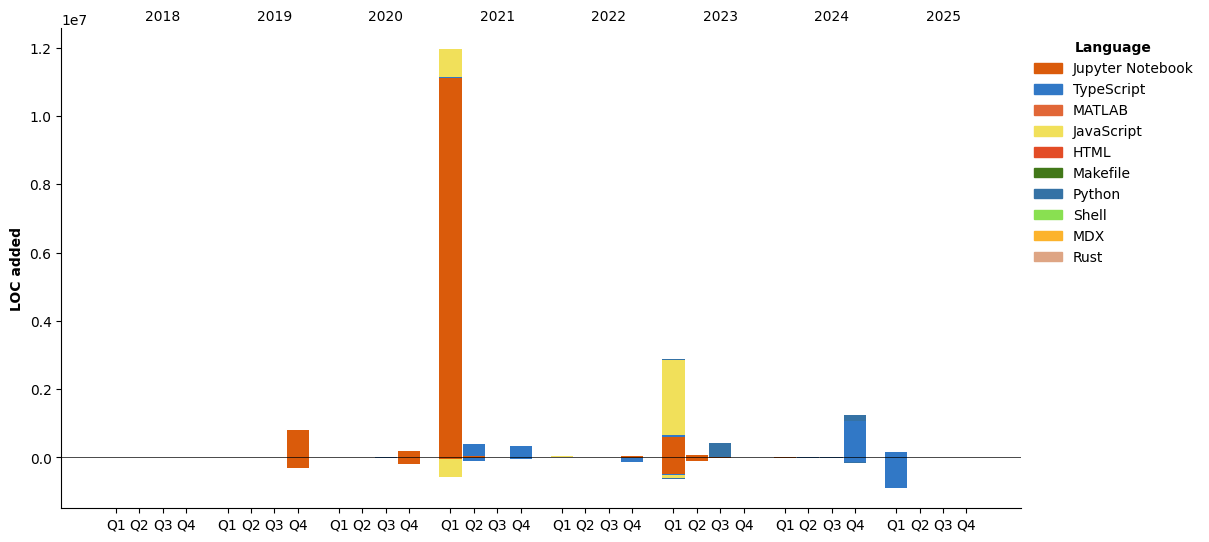 1e7
2018 2019 2020 2021 2022 2023 2024 2025
LOC added
1.2
1.0
0.8
0.6
0.4
0.2
0.0
Q1 Q2 Q3 Q4 Q1 Q2 Q3 Q4 Q1 Q2 Q3 Q4 Q1 Q2 Q3 Q4 Q1 Q2 Q3 Q4 Q1 Q2 Q3 Q4 Q1 Q2 Q3 Q4 Q1 Q2 Q3 Q4
Language
Jupyter Notebook
TypeScript
MATLAB
JavaScript
HTML
Makefile
Python
Shell
MDX
Rust